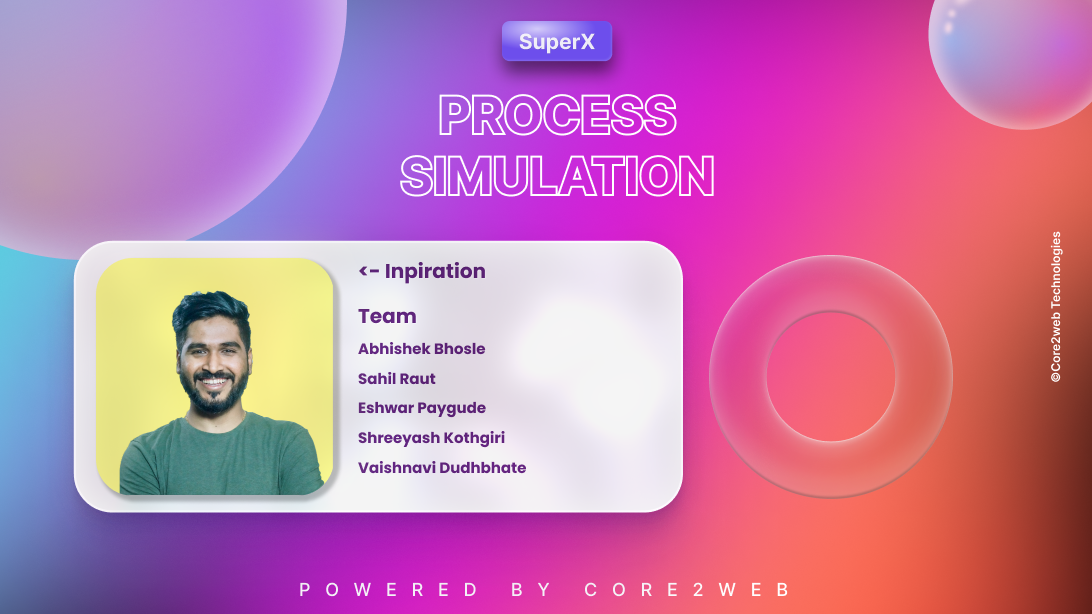 SuperX
PROCESS
SIMULATION
<- Inpiration
Team
Abhishek Bhosle
Sahil Raut
Eshwar Paygude
Shreeyash Kothgiri
Vaishnavi Dudhbhate
©Core2web Technologies
POWERED BY CORE2WEB